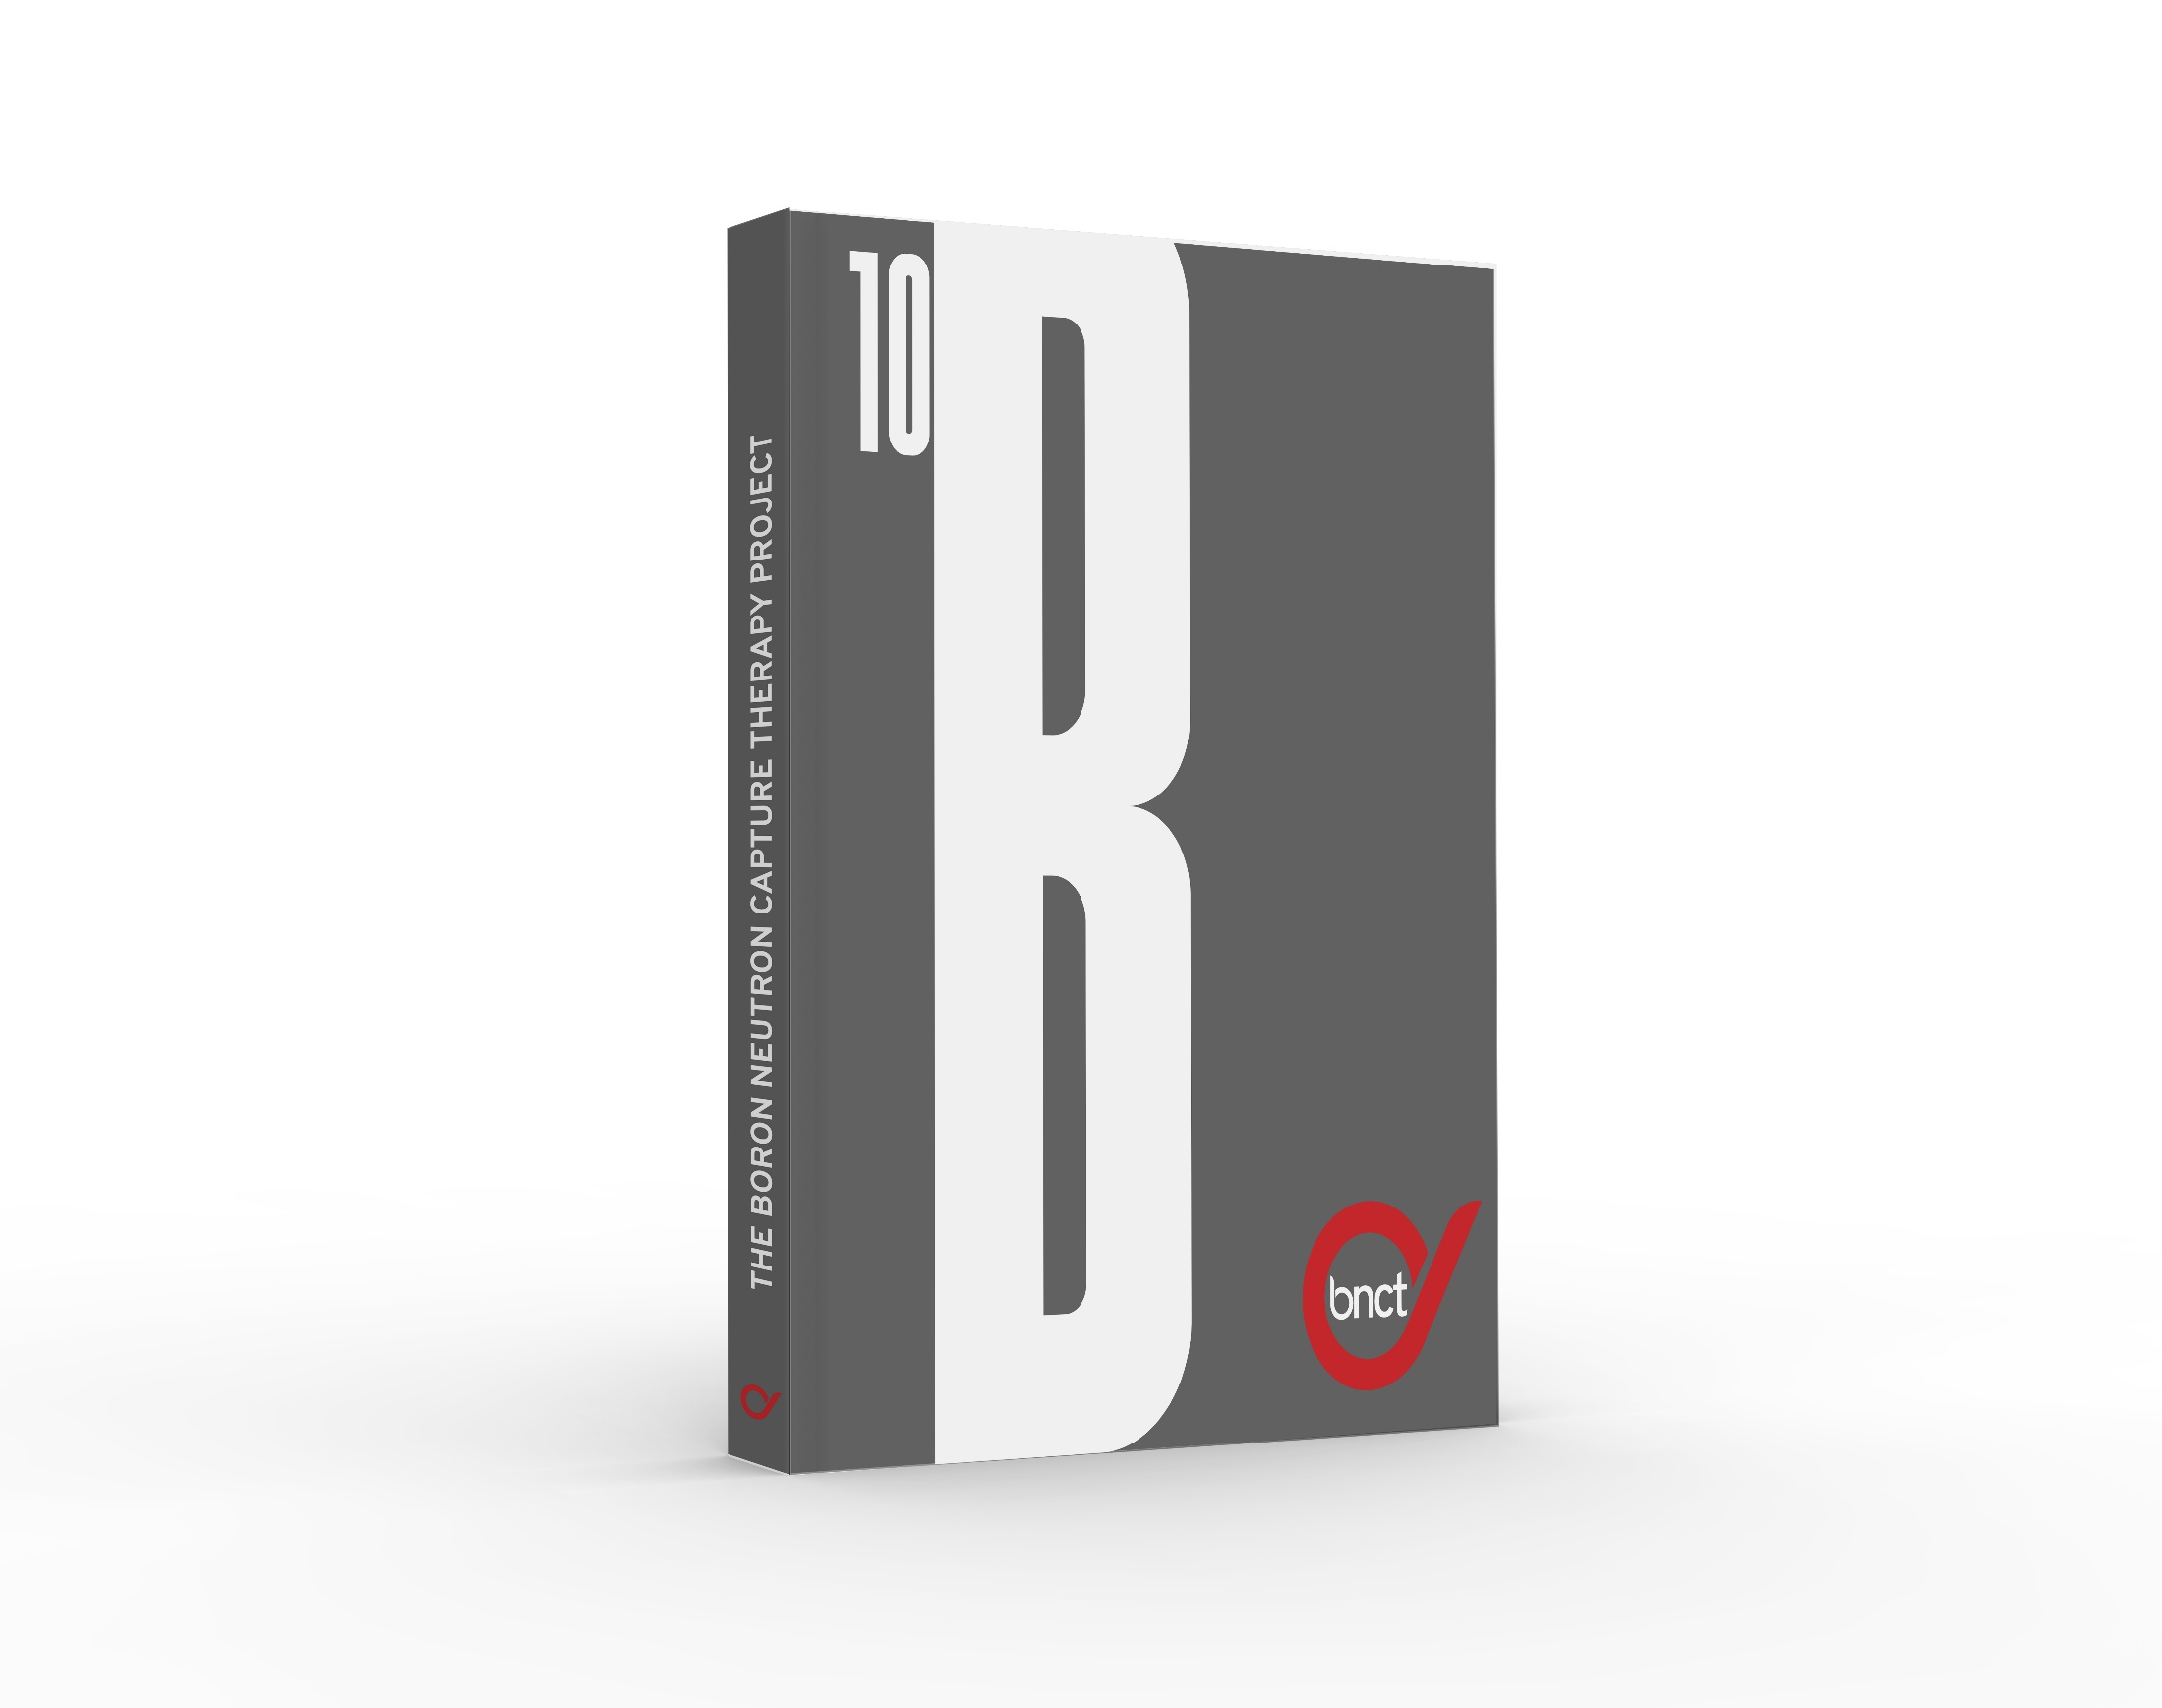 THE BORON NEUTRON CAPTURE THERAPY PROJECT
10
B
bnct